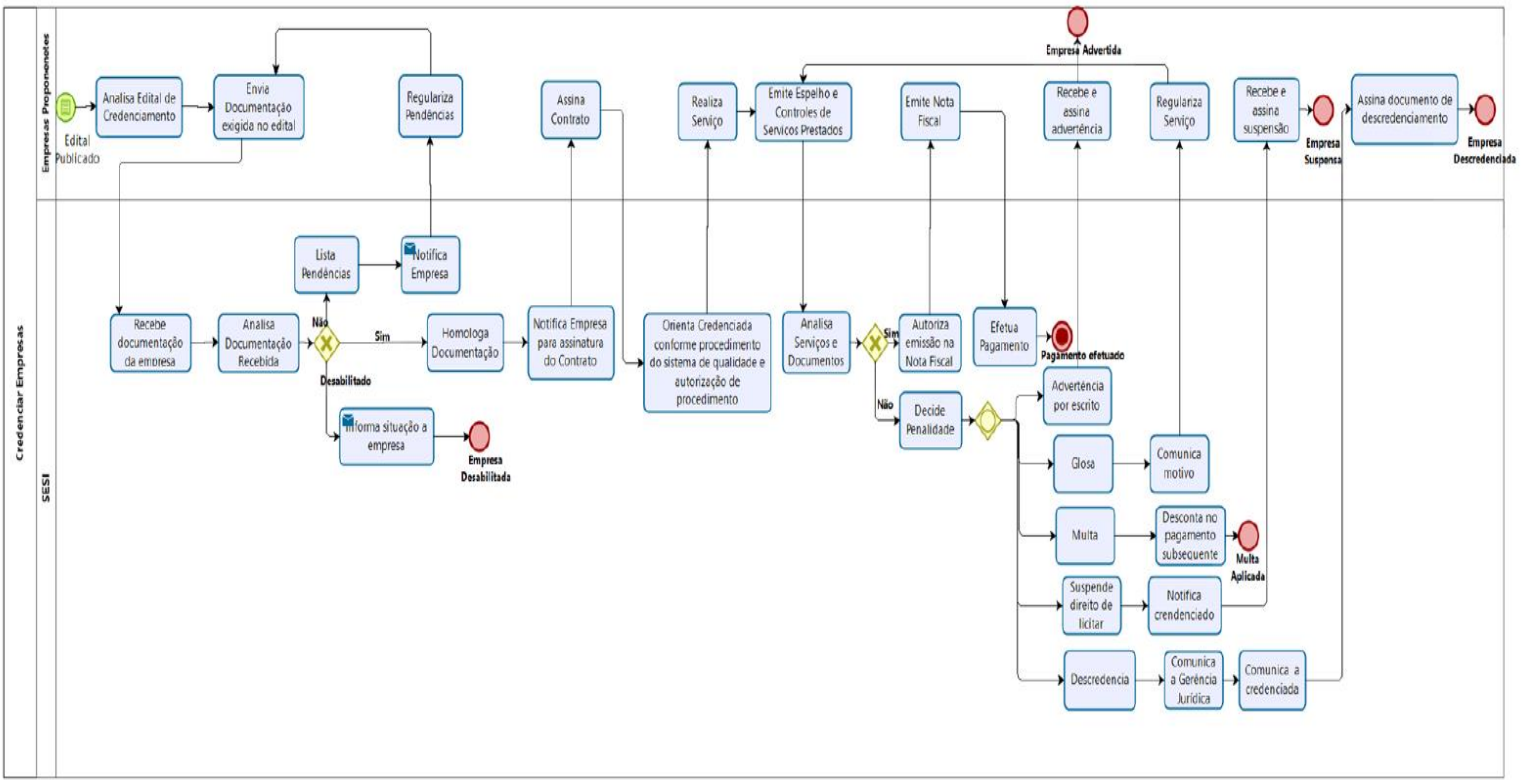 Credenciar Empresas
Empresas Proponenotes
Edital
Publicado
Analisa Edital de
Credenciamento
Envia
Documentação
exigida no edital
Regulariza
Pendências
Assina
Contrato
Realiza
Serviço
Emite Espelho e
Controles de
Servicos Prestados
Emite Nota
Fiscal
Empresa Advertida
Recebe e
assina
advertência
Regulariza
Serviço
Recebe e
assina
suspensão
Empresa
Suspensa
Assina documento de
descredenciamento
Empresa
Descredenciada
SESI
Recebe
documentação
da empresa
Analisa
Documentação
Recebida
Lista
Pendências
Notifica
Empresa
Não
Sim
Desabilitado
Informa situação a
empresa
Empresa
Desabilitada
Homologa
Documentação
Notifica Empresa
para assinatura
do Contrato
Orienta Credenciada
conforme procedimento
do sistema de qualidade e
autorização de
procedimento
Analisa
Serviços e
Documentos
Sim
Não
Autoriza
emissão na
Nota Fiscal
Efetua
Pagamento
Pagamento efetuado
Decide
Penalidade
Advertência
por escrito
Glosa
Comunica
motivo
Multa
Desconta no
pagamento
subsequente
Multa
Aplicada
Suspende
direito de
licitar
Notifica
crendenciado
Descredencia
Comunica
a Gerência
Jurídica
Comunica a
credenciada